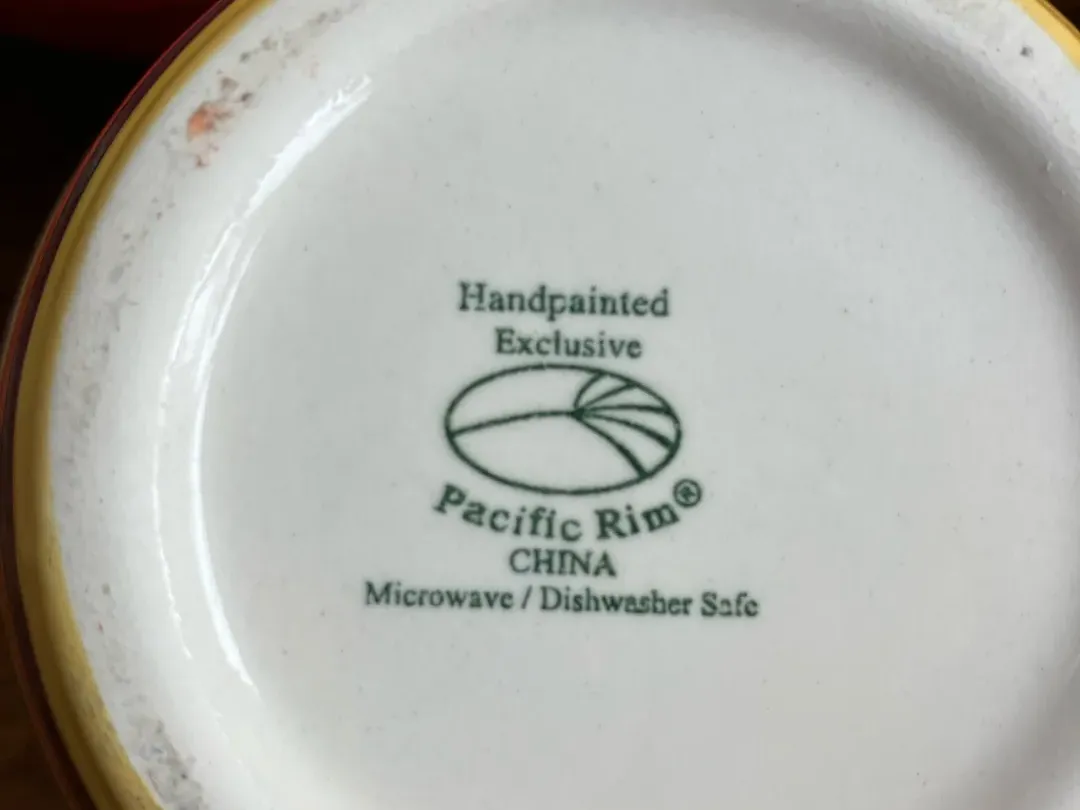 Handpainted
Exclusive
Pacific Rim®
CHINA
Microwave / Dishwasher Safe